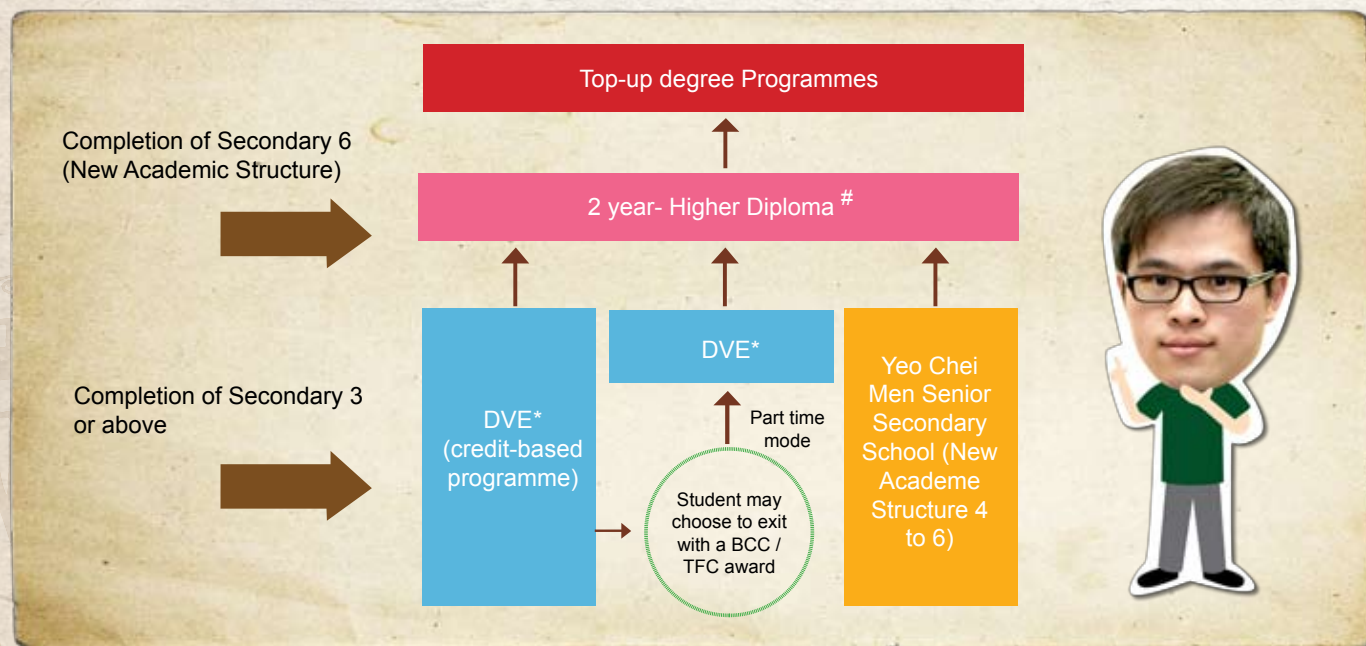 Top-up degree Programmes
Completion of Secondary 6
(New Academic Structure)
2 year- Higher Diploma #
Completion of Secondary 3
or above
DVE*
(credit-based
programme)
DVE*
Part time
mode
Student may
choose to exit
with a BCC /
TFC award
Yeo Chei
Men Senior
Secondary
School (New
Academe
Structure 4
to 6)